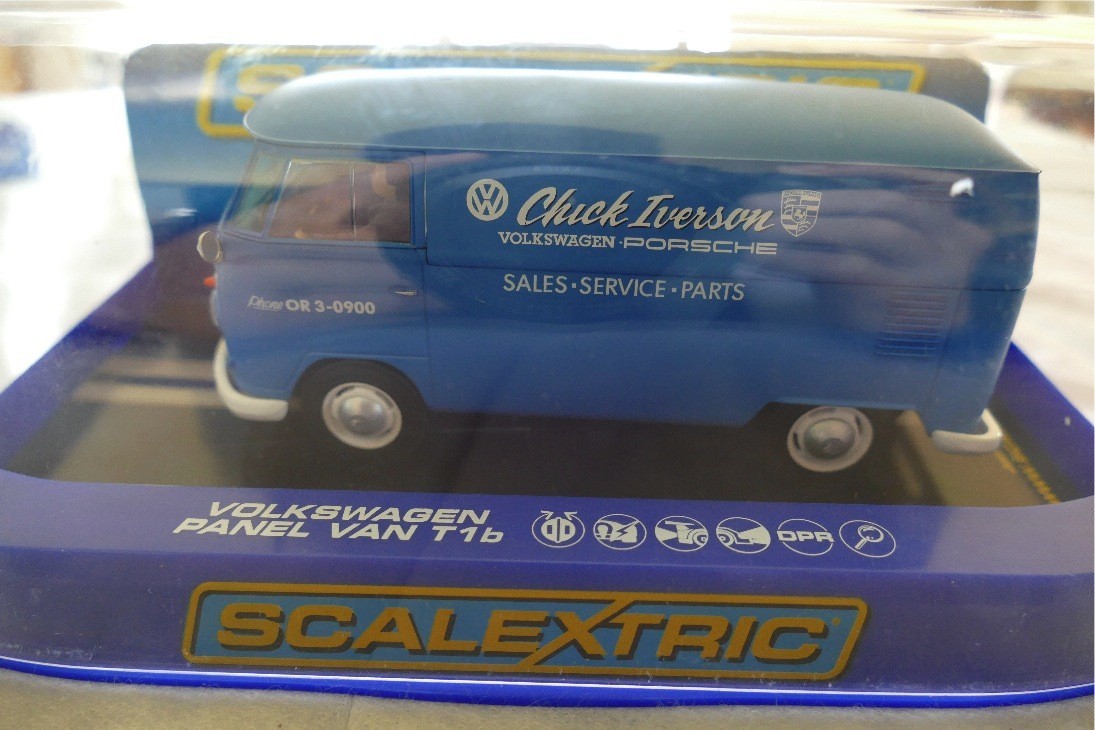 Chick Iverson
VOLKSWAGEN · PORSCHE
SALES · SERVICE · PARTS
Phone OR 3-0900
VOLKSWAGEN
PANEL VAN T1b
DPR
SCALEXTRIC